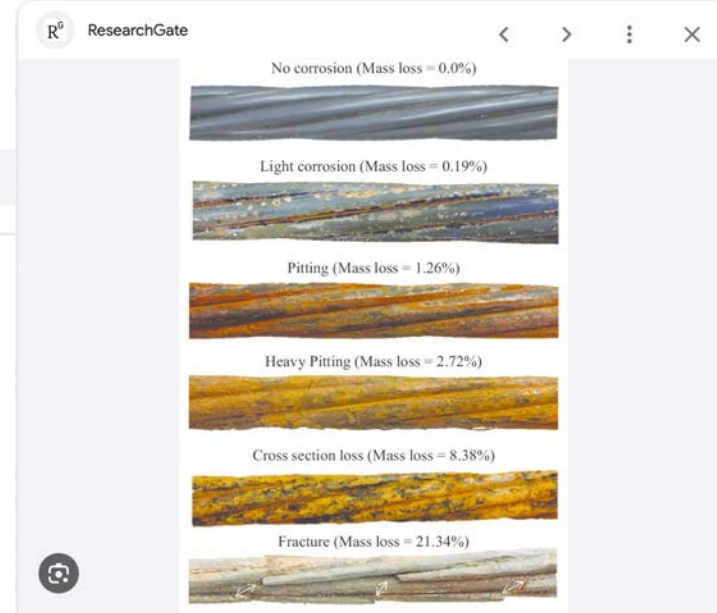 RG ResearchGate
No corrosion (Mass loss = 0.0%)
Light corrosion (Mass loss = 0.19%)
Pitting (Mass loss = 1.26%)
Heavy Pitting (Mass loss = 2.72%)
Cross section loss (Mass loss = 8.38%)
Fracture (Mass loss = 21.34%)